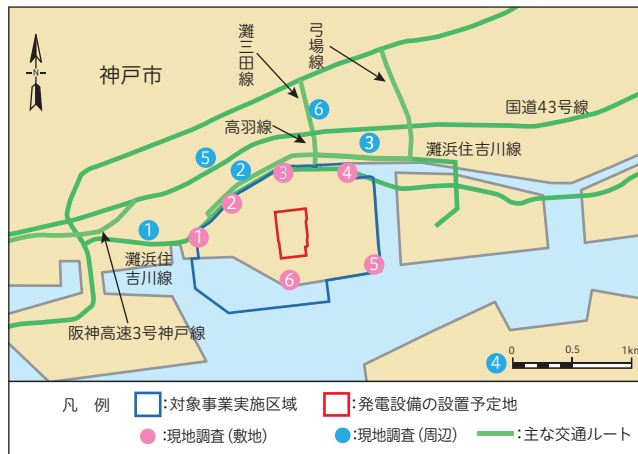 N
神戸市
灘三田線
弓場線
6
国道43号線
高羽線
3
灘浜住吉川線
5
2
3
4
2
1
1
灘浜住
吉川線
5
6
阪神高速3号神戸線
4
0 0.5 1km
凡 例 :対象事業実施区域 :発電設備の設置予定地
:現地調査(敷地) :現地調査(周辺) :主な交通ルート